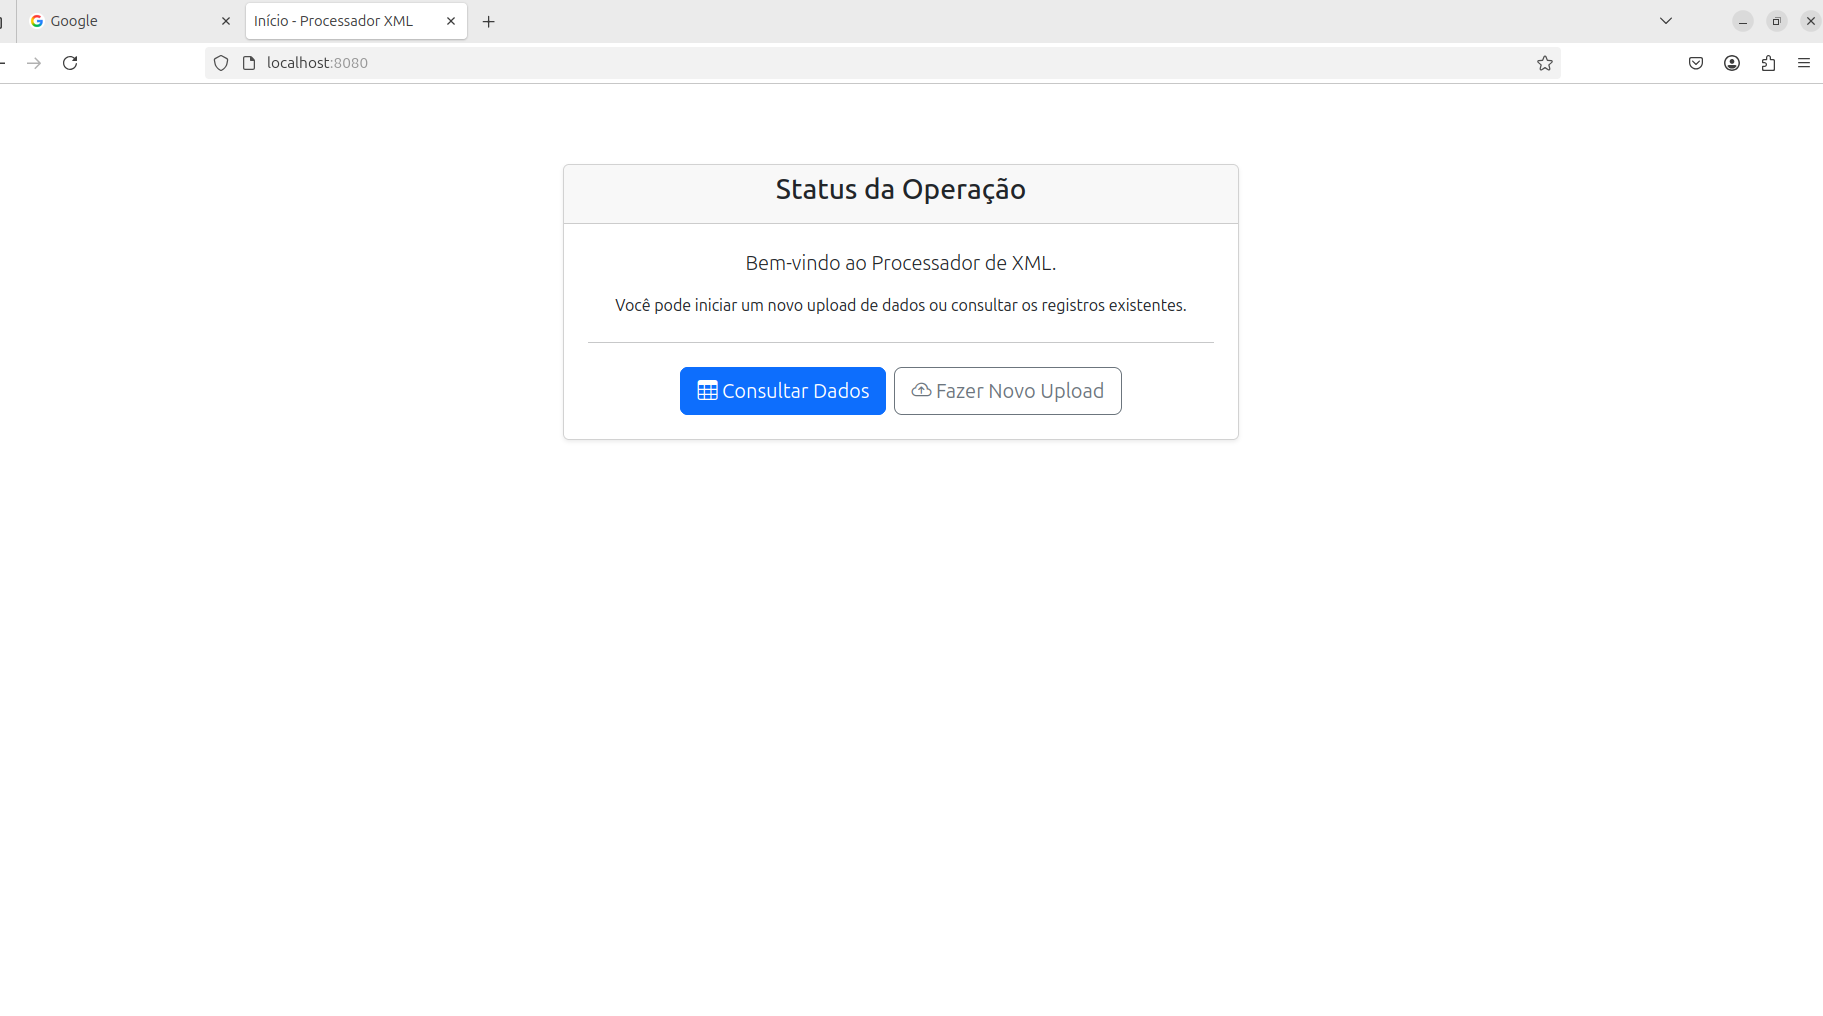 Google
Início - Processador XML
localhost:8080
Status da Operação
Bem-vindo ao Processador de XML.
Você pode iniciar um novo upload de dados ou consultar os registros existentes.
Consultar Dados
Fazer Novo Upload